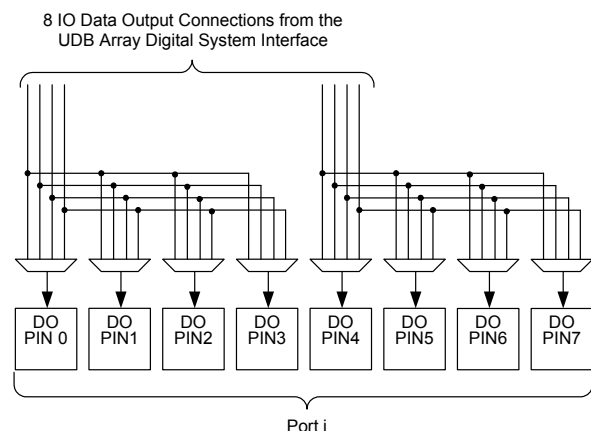 8 IO Data Output Connections from the
UDB Array Digital System Interface
DO
PIN 0
DO
PIN1
DO
PIN2
DO
PIN3
DO
PIN4
DO
PIN5
DO
PIN6
DO
PIN7
Port i